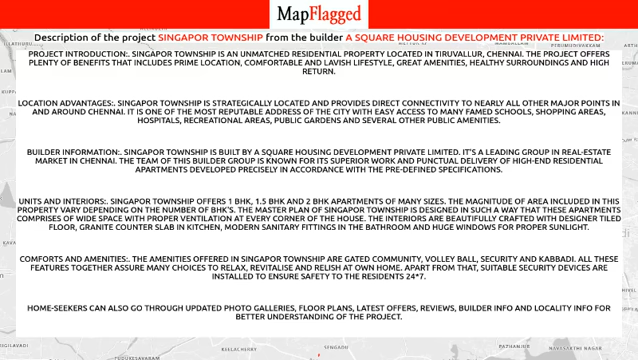 MapFlagged
Description of the project SINGAPOR TOWNSHIP from the builder A SQUARE HOUSING DEVELOPMENT PRIVATE LIMITED:
PROJECT INTRODUCTION:. SINGAPOR TOWNSHIP IS AN UNMATCHED RESIDENTIAL PROPERTY LOCATED IN TIRUVALLUR, CHENNAI. THE PROJECT OFFERS
PLENTY OF BENEFITS THAT INCLUDES PRIME LOCATION, COMFORTABLE AND LAVISH LIFESTYLE, GREAT AMENITIES, HEALTHY SURROUNDINGS AND HIGH
RETURN.
LOCATION ADVANTAGES:. SINGAPOR TOWNSHIP IS STRATEGICALLY LOCATED AND PROVIDES DIRECT CONNECTIVITY TO NEARLY ALL OTHER MAJOR POINTS IN
AND AROUND CHENNAI. IT IS ONE OF THE MOST REPUTABLE ADDRESS OF THE CITY WITH EASY ACCESS TO MANY FAMED SCHOOLS, SHOPPING AREAS,
HOSPITALS, RECREATIONAL AREAS, PUBLIC GARDENS AND SEVERAL OTHER PUBLIC AMENITIES.
BUILDER INFORMATION:. SINGAPOR TOWNSHIP IS BUILT BY A SQUARE HOUSING DEVELOPMENT PRIVATE LIMITED. IT'S A LEADING GROUP IN REAL-ESTATE
MARKET IN CHENNAI. THE TEAM OF THIS BUILDER GROUP IS KNOWN FOR ITS SUPERIOR WORK AND PUNCTUAL DELIVERY OF HIGH-END RESIDENTIAL
APARTMENTS DEVELOPED PRECISELY IN ACCORDANCE WITH THE PRE-DEFINED SPECIFICATIONS.
UNITS AND INTERIORS:. SINGAPOR TOWNSHIP OFFERS 1 BHK, 1.5 BHK AND 2 BHK APARTMENTS OF MANY SIZES. THE MAGNITUDE OF AREA INCLUDED IN THIS
PROPERTY VARY DEPENDING ON THE NUMBER OF BHK'S. THE MASTER PLAN OF SINGAPOR TOWNSHIP IS DESIGNED IN SUCH A WAY THAT THESE APARTMENTS
COMPRISES OF WIDE SPACE WITH PROPER VENTILATION AT EVERY CORNER OF THE HOUSE. THE INTERIORS ARE BEAUTIFULLY CRAFTED WITH DESIGNER TILED
FLOOR, GRANITE COUNTER SLAB IN KITCHEN, MODERN SANITARY FITTINGS IN THE BATHROOM AND HUGE WINDOWS FOR PROPER SUNLIGHT.
COMFORTS AND AMENITIES:. THE AMENITIES OFFERED IN SINGAPOR TOWNSHIP ARE GATED COMMUNITY, VOLLEY BALL, SECURITY AND KABBADI. ALL THESE
FEATURES TOGETHER ASSURE MANY CHOICES TO RELAX, REVITALISE AND RELISH AT OWN HOME. APART FROM THAT, SUITABLE SECURITY DEVICES ARE
INSTALLED TO ENSURE SAFETY TO THE RESIDENTS 24*7.
HOME-SEEKERS CAN ALSO GO THROUGH UPDATED PHOTO GALLERIES, FLOOR PLANS, LATEST OFFERS, REVIEWS, BUILDER INFO AND LOCALITY INFO FOR
BETTER UNDERSTANDING OF THE PROJECT.